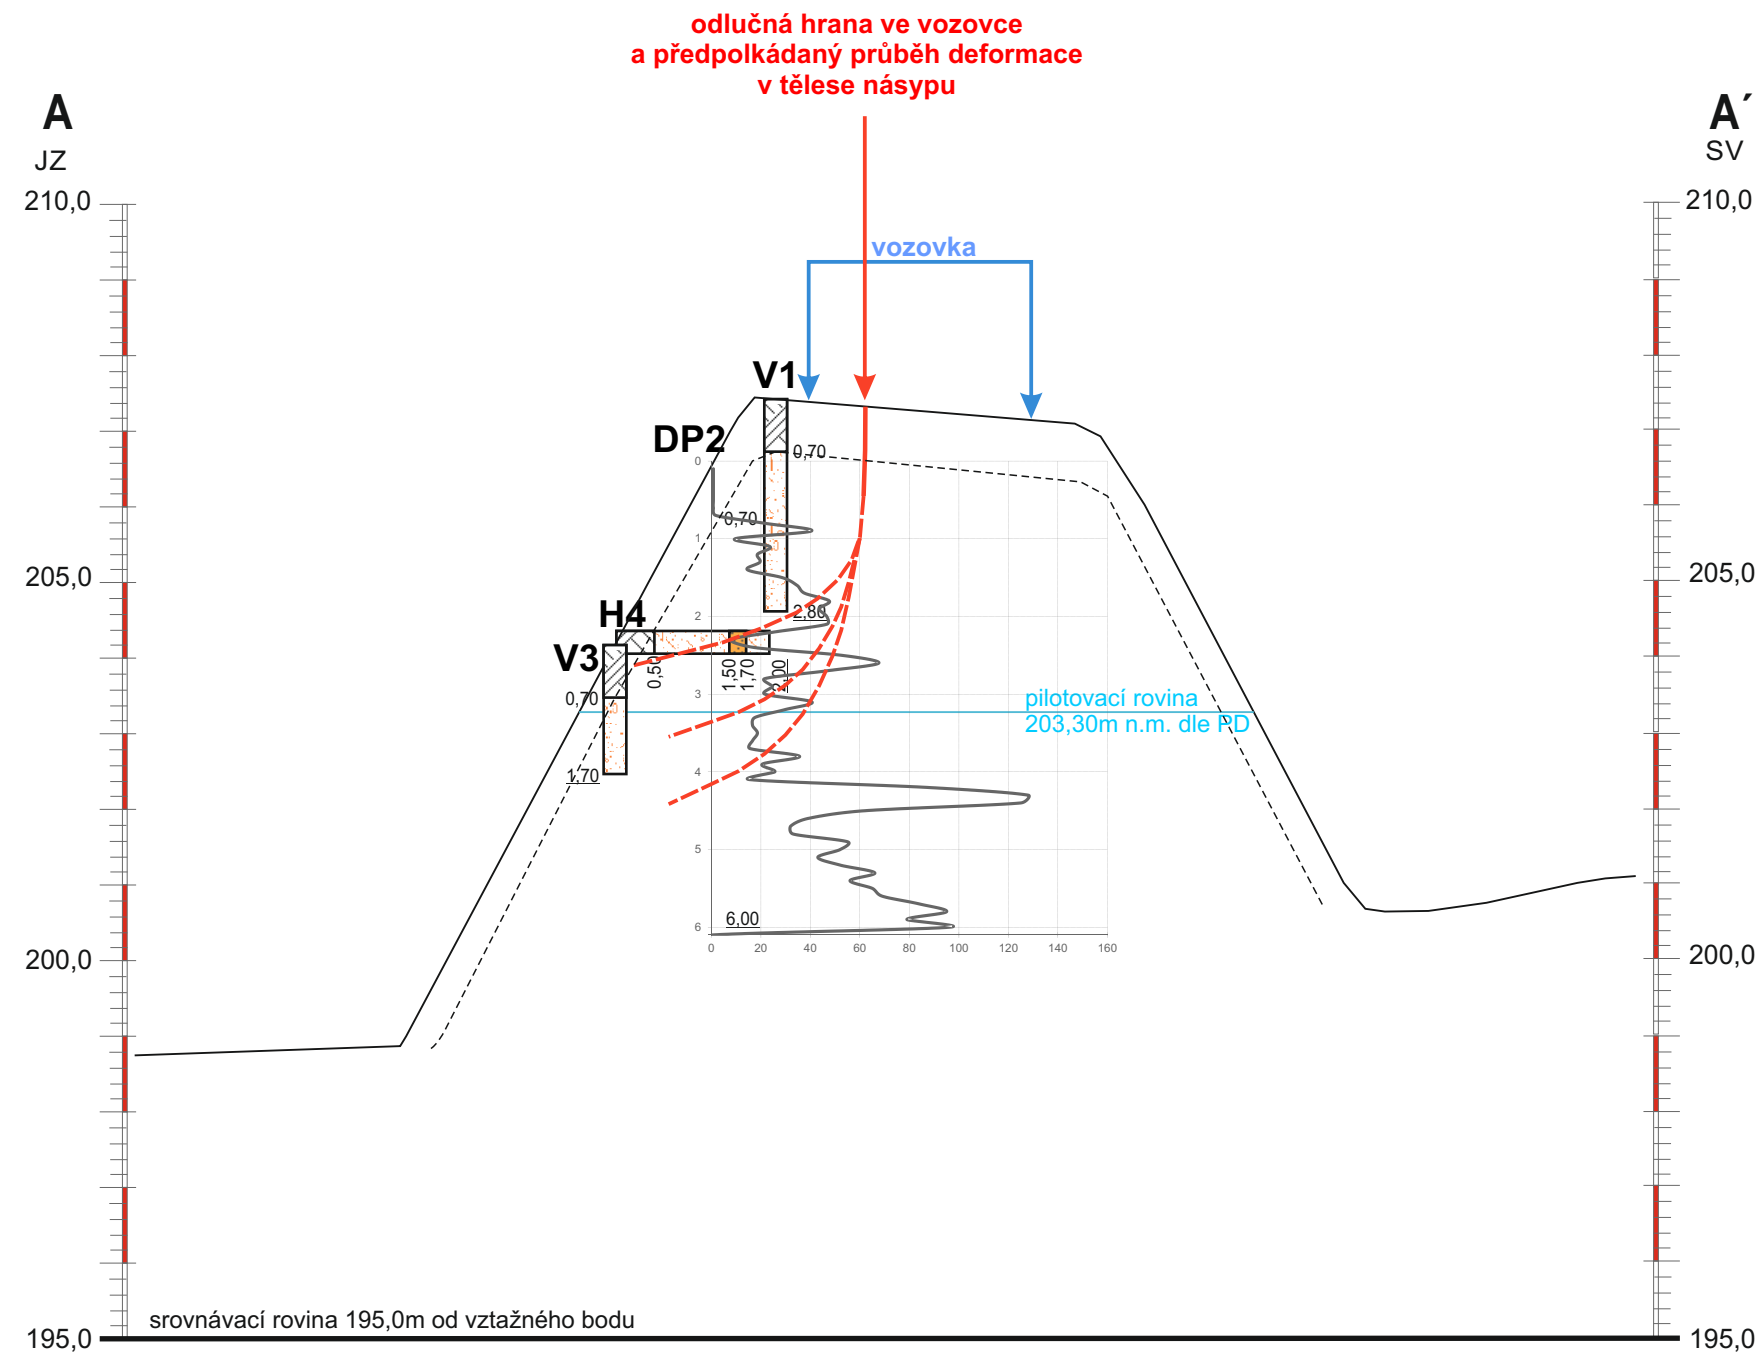 odlučná hrana ve vozovce
a předpolkádaný průběh deformace
v tělese násypu
A
A´
JZ
SV
210,0
210,0
vozovka
V1
DP2
0,70
0
0,70
1
205,0
205,0
2
2,80
H4
V3
0,50
1,50
1,70
2,00
0,70
3
pilotovací rovina
203,30m n.m. dle PD
1,70
4
5
6,00
6
0 20 40 60 80 100 120 140 160
200,0
200,0
srovnávací rovina 195,0m od vztažného bodu
195,0
195,0